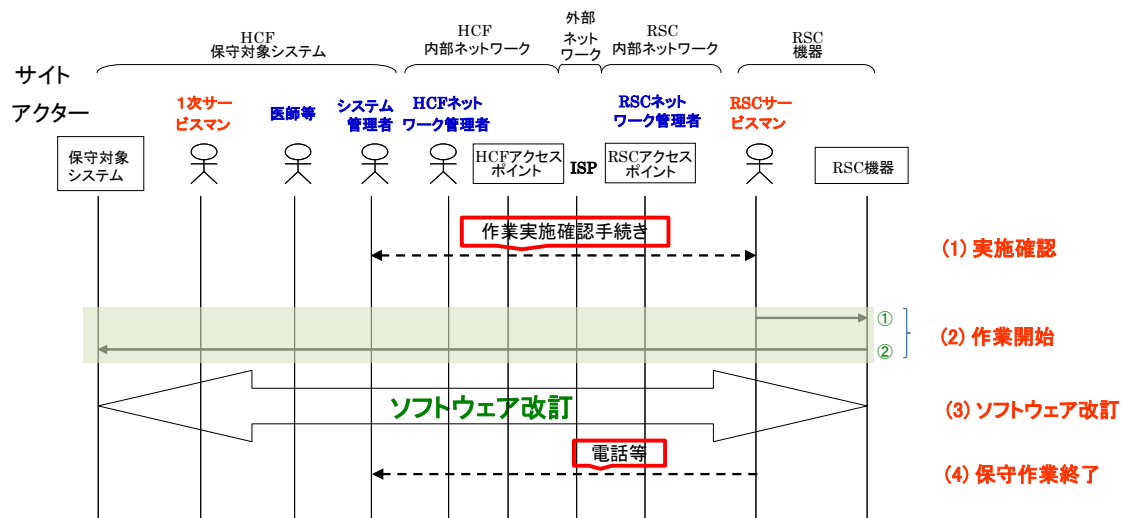 HCF
保守対象システム
HCF
内部ネットワーク
外部
ネット
ワーク
RSC
内部ネットワーク
RSC
機器
サイト
アクター
1次サー
ビスマン
医師等
システム
管理者
HCFネット
ワーク管理者
RSCネット
ワーク管理者
RSCサー
ビスマン
保守対象
システム
HCFアクセス
ポイント
ISP
RSCアクセス
ポイント
RSC機器
作業実施確認手続き
(1) 実施確認
①
②
(2) 作業開始
ソフトウェア改訂
(3) ソフトウェア改訂
電話等
(4) 保守作業終了